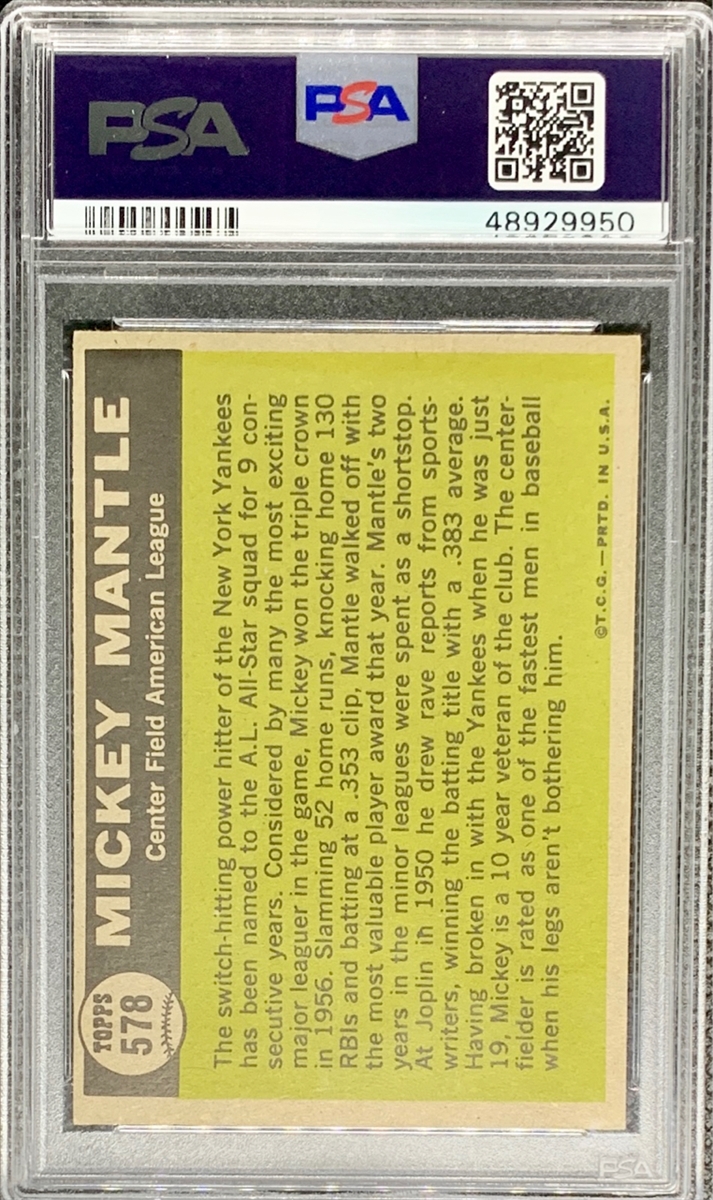 PSA
PSA
48929950
TOPPS
578
MICKEY MANTLE
Center Field American League
The switch-hitting power hitter of the New York Yankees
has been named to the A.L. All-Star squad for 9 con-
secutive years. Considered by many the most exciting
major leaguer in the game, Mickey won the triple crown
in 1956. Slamming 52 home runs, knocking home 130
RBIs and batting at a .353 clip, Mantle walked off with
the most valuable player award that year. Mantle's two
years in the minor leagues were spent as a shortstop.
At Joplin in 1950 he drew rave reports from sports-
writers, winning the batting title with a .383 average.
Having broken in with the Yankees when he was just
19, Mickey is a 10 year veteran of the club. The center-
fielder is rated as one of the fastest men in baseball
when his legs aren't bothering him.
©T.C.G.—PRTD. IN U.S.A.
PSA